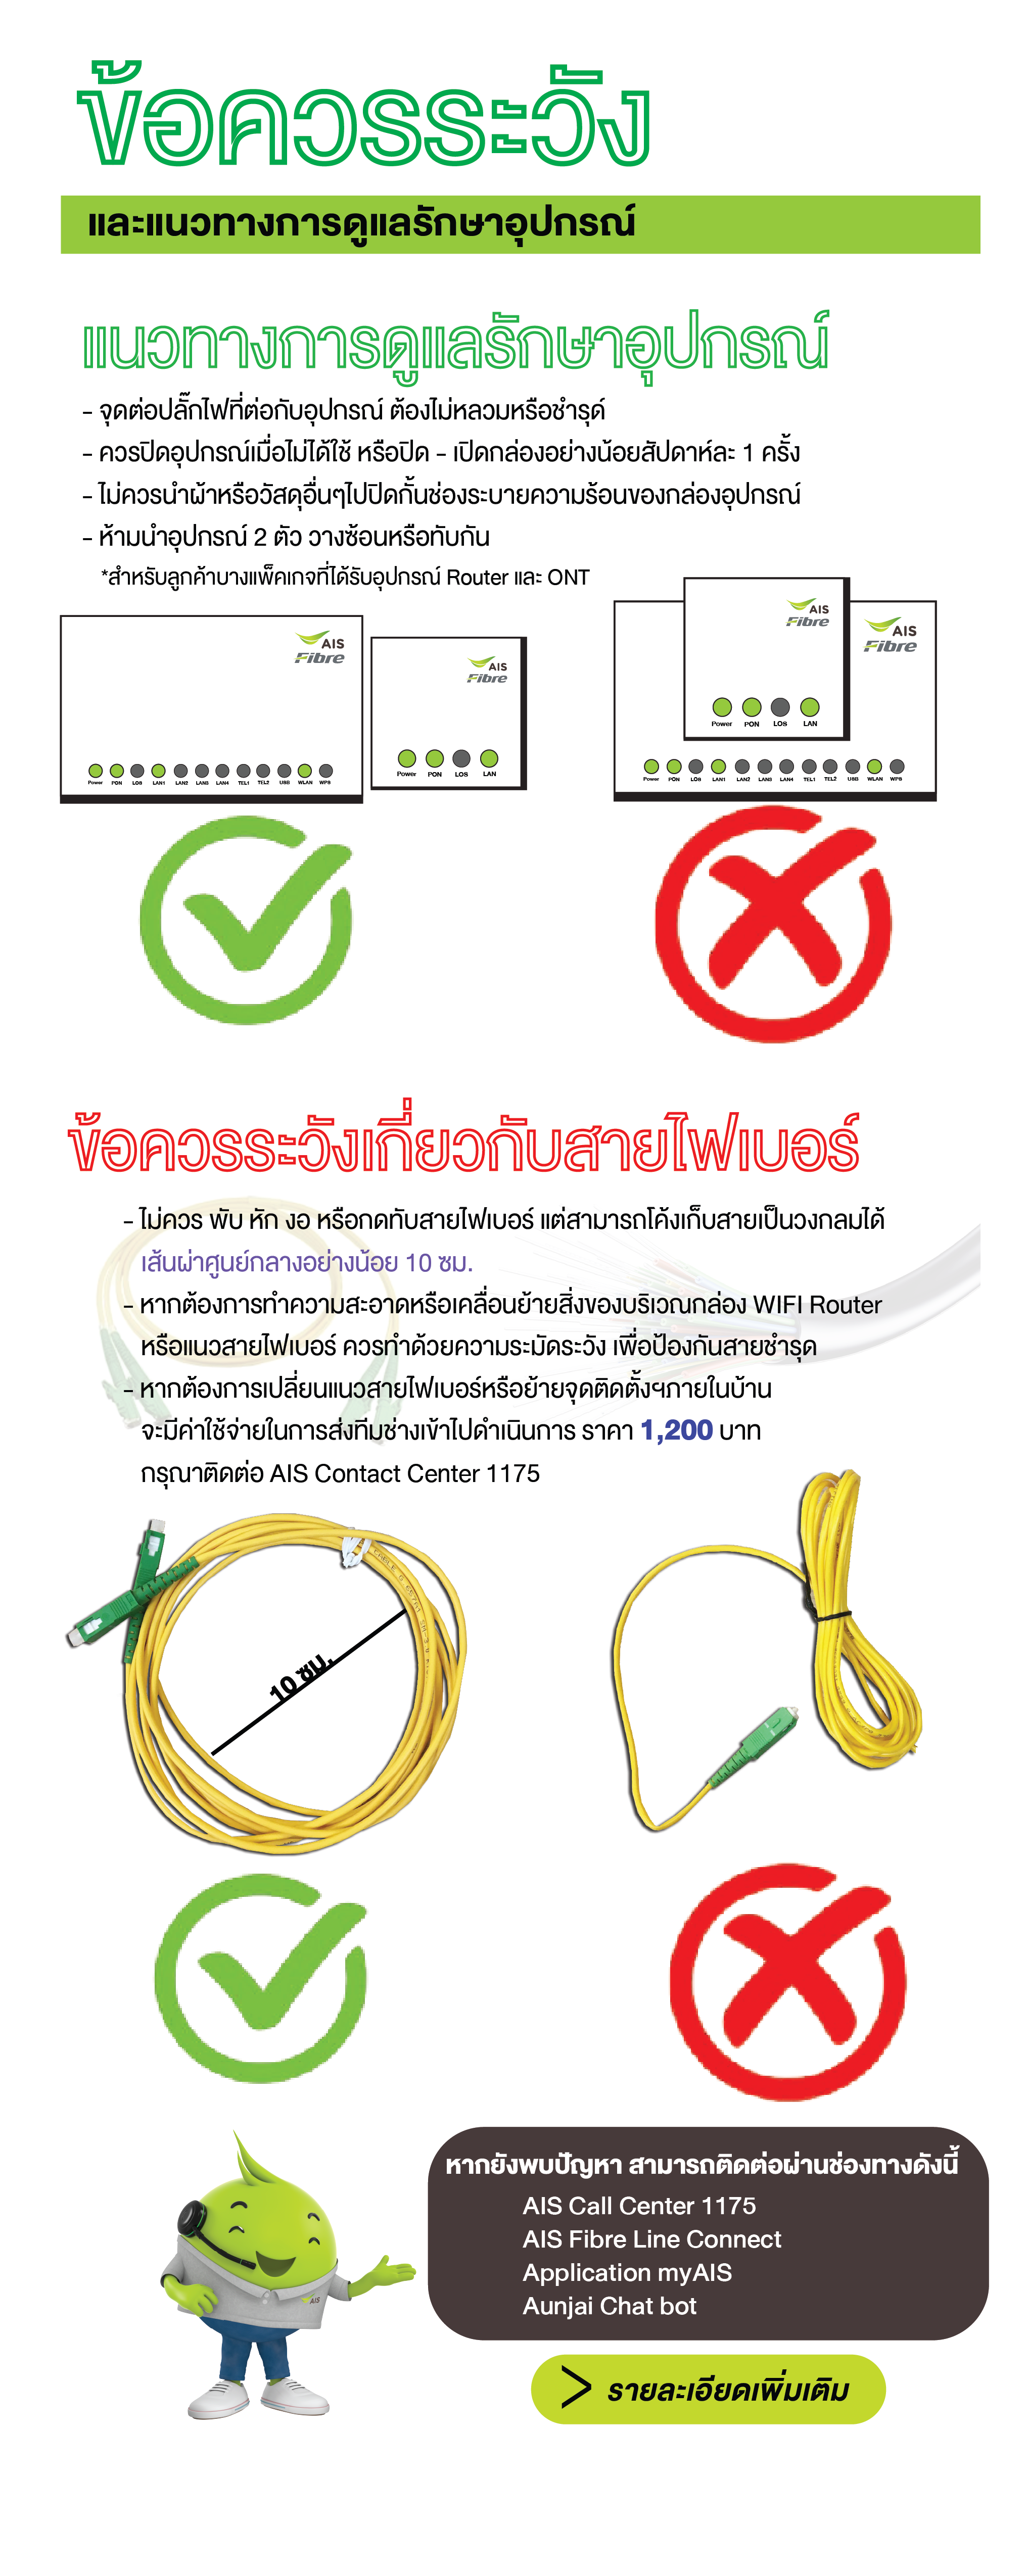 ข้อควรระวัง
และแนวทางการดูแลรักษาอุปกรณ์
แนวทางการดูแลรักษาอุปกรณ์
- จุดต่อปลั๊กไฟที่ต่อกับอุปกรณ์ ต้องไม่หลวมหรือชำรุด์
- ควรปิดอุปกรณ์เมื่อไม่ได้ใช้ หรือปิด - เปิดกล่องอย่างน้อยสัปดาห์ละ 1 ครั้ง
- ไม่ควรนำผ้าหรือวัสดุอื่นๆไปปิดกั้นช่องระบายความร้อนของกล่องอุปกรณ์
- ห้ามนำอุปกรณ์ 2 ตัว วางซ้อนหรือทับกัน
*สำหรับลูกค้าบางแพ็คเกจที่ได้รับอุปกรณ์ Router และ ONT
AIS
Fibre
Power PON LOS LAN1 LAN2 LAN3 LAN4 TEL1 TEL2 USB WLAN WPS
AIS
Fibre
Power PON LOS LAN
AIS
Fibre
Power PON LOS LAN
AIS
Fibre
Power PON LOS LAN1 LAN2 LAN3 LAN4 TEL1 TEL2 USB WLAN WPS
ข้อควรระวังเกี่ยวกับสายไฟเบอร์
- ไม่ควร พับ หัก งอ หรือกดทับสายไฟเบอร์ แต่สามารถโค้งเก็บสายเป็นวงกลมได้
เส้นผ่าศูนย์กลางอย่างน้อย 10 ซม.
- หากต้องการทำความสะอาดหรือเคลื่อนย้ายสิ่งของบริเวณกล่อง WIFI Router
หรือแนวสายไฟเบอร์ ควรทำด้วยความระมัดระวัง เพื่อป้องกันสายชำรุด
- หากต้องการเปลี่ยนแนวสายไฟเบอร์หรือย้ายจุดติดตั้งฯภายในบ้าน
จะมีค่าใช้จ่ายในการส่งทีมช่างเข้าไปดำเนินการ ราคา 1,200 บาท
กรุณาติดต่อ AIS Contact Center 1175
10 ซม.
หากยังพบปัญหา สามารถติดต่อผ่านช่องทางดังนี้
AIS Call Center 1175
AIS Fibre Line Connect
Application myAIS
Aunjai Chat bot
AIS
> รายละเอียดเพิ่มเติม